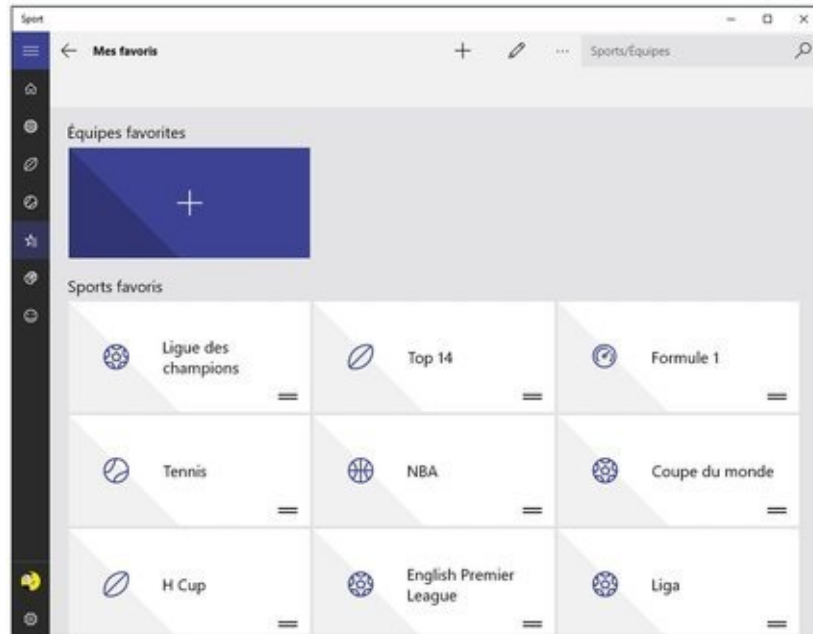 Sport
Mes favoris
Sports/Équipes
Équipes favorites
Sports favoris
Ligue des
champions
Top 14
Formule 1
Tennis
NBA
Coupe du monde
H Cup
English Premier
League
Liga